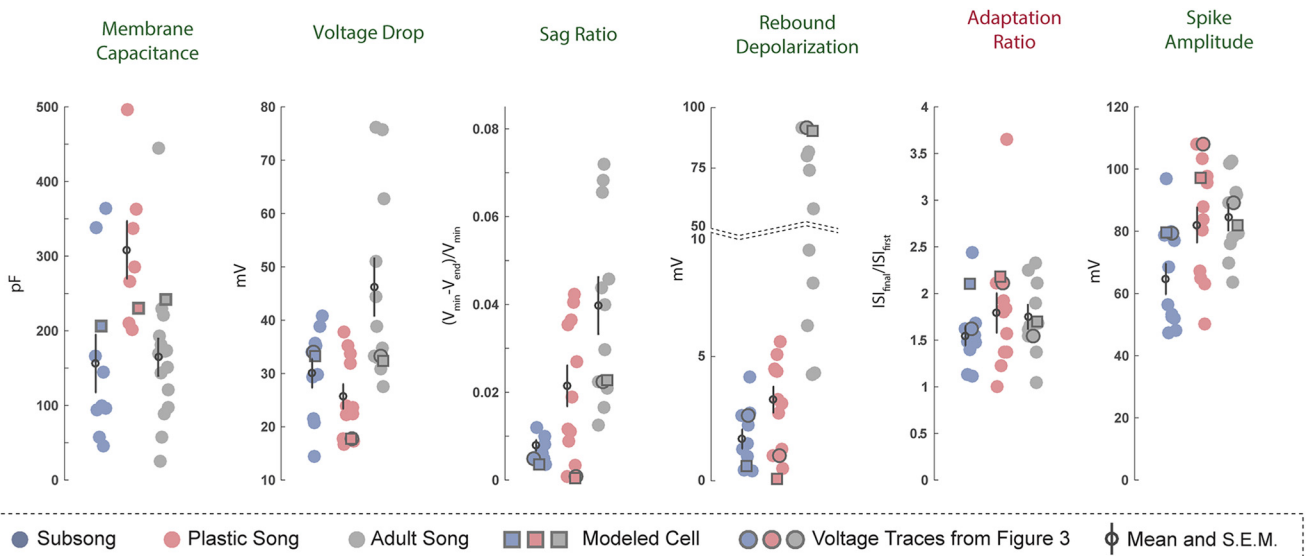 Membrane
Capacitance
Voltage Drop
Sag Ratio
Rebound
Depolarization
Adaptation
Ratio
Spike
Amplitude
pF
500
400
300
200
100
0
mV
80
70
60
50
40
30
20
10
(Vmin-Vend)/Vmin
0.08
0.06
0.04
0.02
0
mV
100
75
50
10
5
0
ISIfinal/ISIfirst
4
3.5
3
2.5
2
1.5
1
0.5
0
mV
120
100
80
60
40
20
0
Subsong
Plastic Song
Adult Song
Modeled Cell
Voltage Traces from Figure 3
Mean and S.E.M.